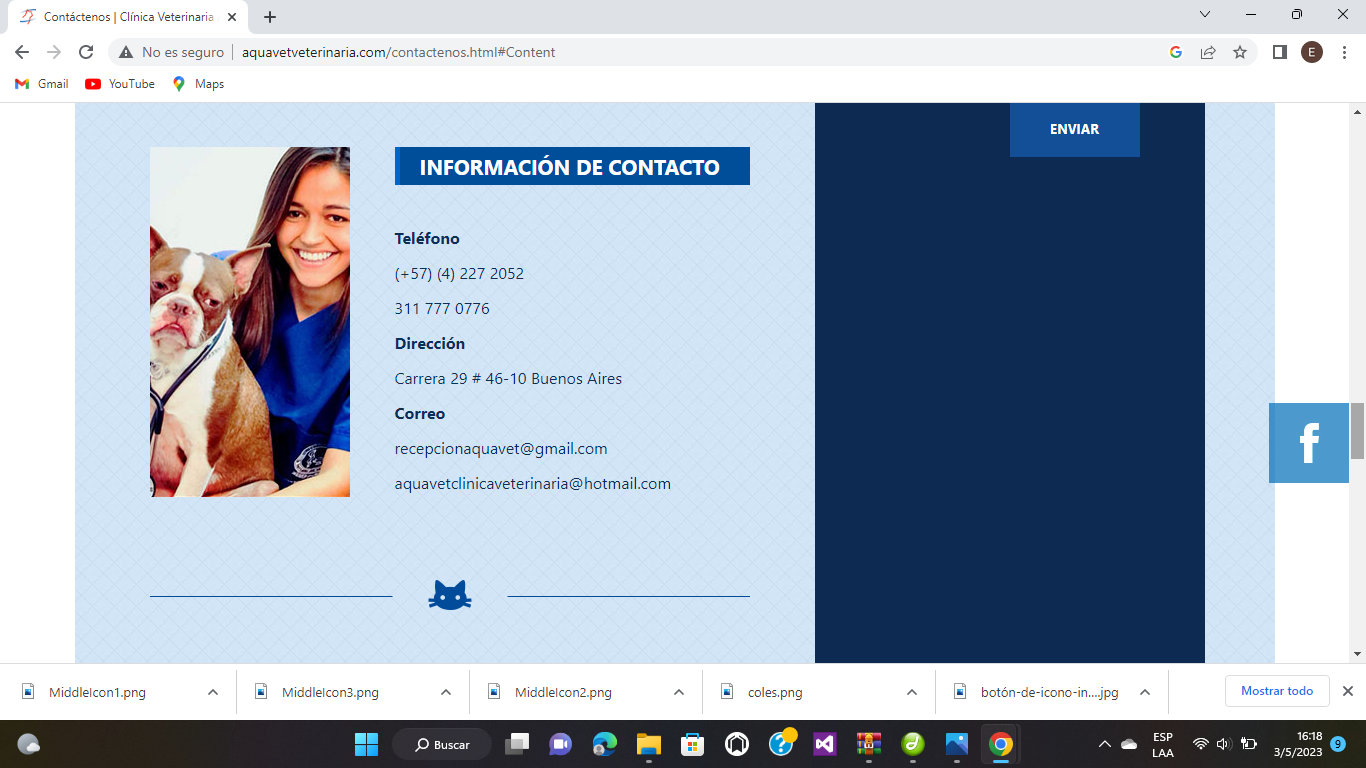 Contáctenos | Clínica Veterinaria
No es seguro
aquavetveterinaria.com/contactenos.html#Content
E
Gmail
YouTube
Maps
ENVIAR
INFORMACIÓN DE CONTACTO
Teléfono
(+57) (4) 227 2052
311 777 0776
Dirección
Carrera 29 # 46-10 Buenos Aires
Correo
recepcionaquavet@gmail.com
aquavetclinicaveterinaria@hotmail.com
f
MiddleIcon1.png
MiddleIcon3.png
MiddleIcon2.png
coles.png
botón-de-icono-in....jpg
Mostrar todo
Buscar
ESP
LAA
16:18
3/5/2023
9